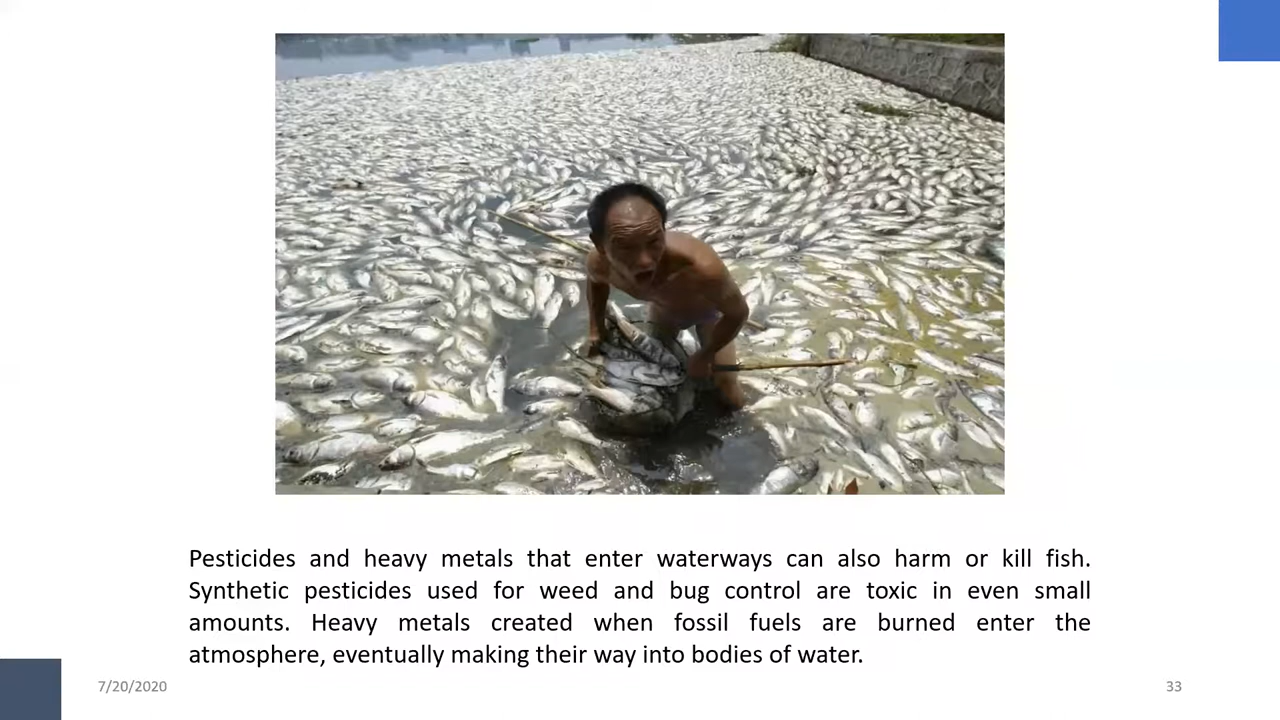 Pesticides and heavy metals that enter waterways can also harm or kill fish.
Synthetic pesticides used for weed and bug control are toxic in even small
amounts. Heavy metals created when fossil fuels are burned enter the
atmosphere, eventually making their way into bodies of water.
7/20/2020
33